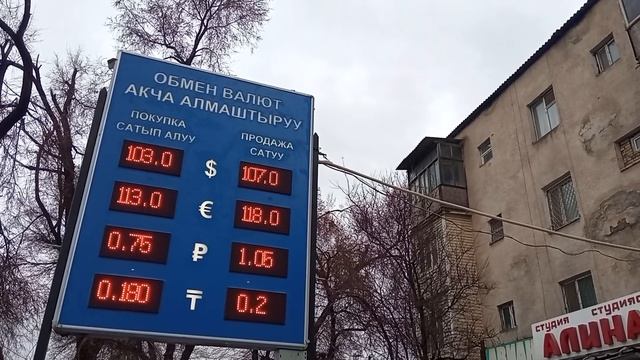 ОБМЕН ВАЛЮТ
АКЧА АЛМАШТЫРУУ
ПОКУПКА ПРОДАЖА
САТЫП АЛУУ САТУУ
103.0 $ 107.0
113.0 € 118.0
0.75 ₽ 1.05
0.180 ₸ 0.2
СТУДИЯ СТУДИЯ
АЛИНА